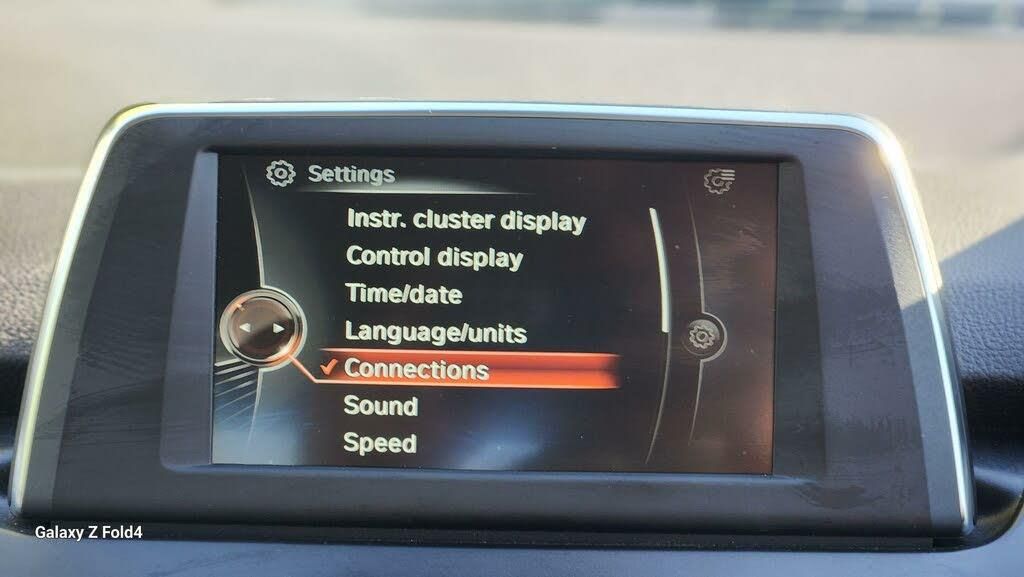 Settings
Instr. cluster display
Control display
Time/date
Language/units
Connections
Sound
Speed
Galaxy Z Fold4